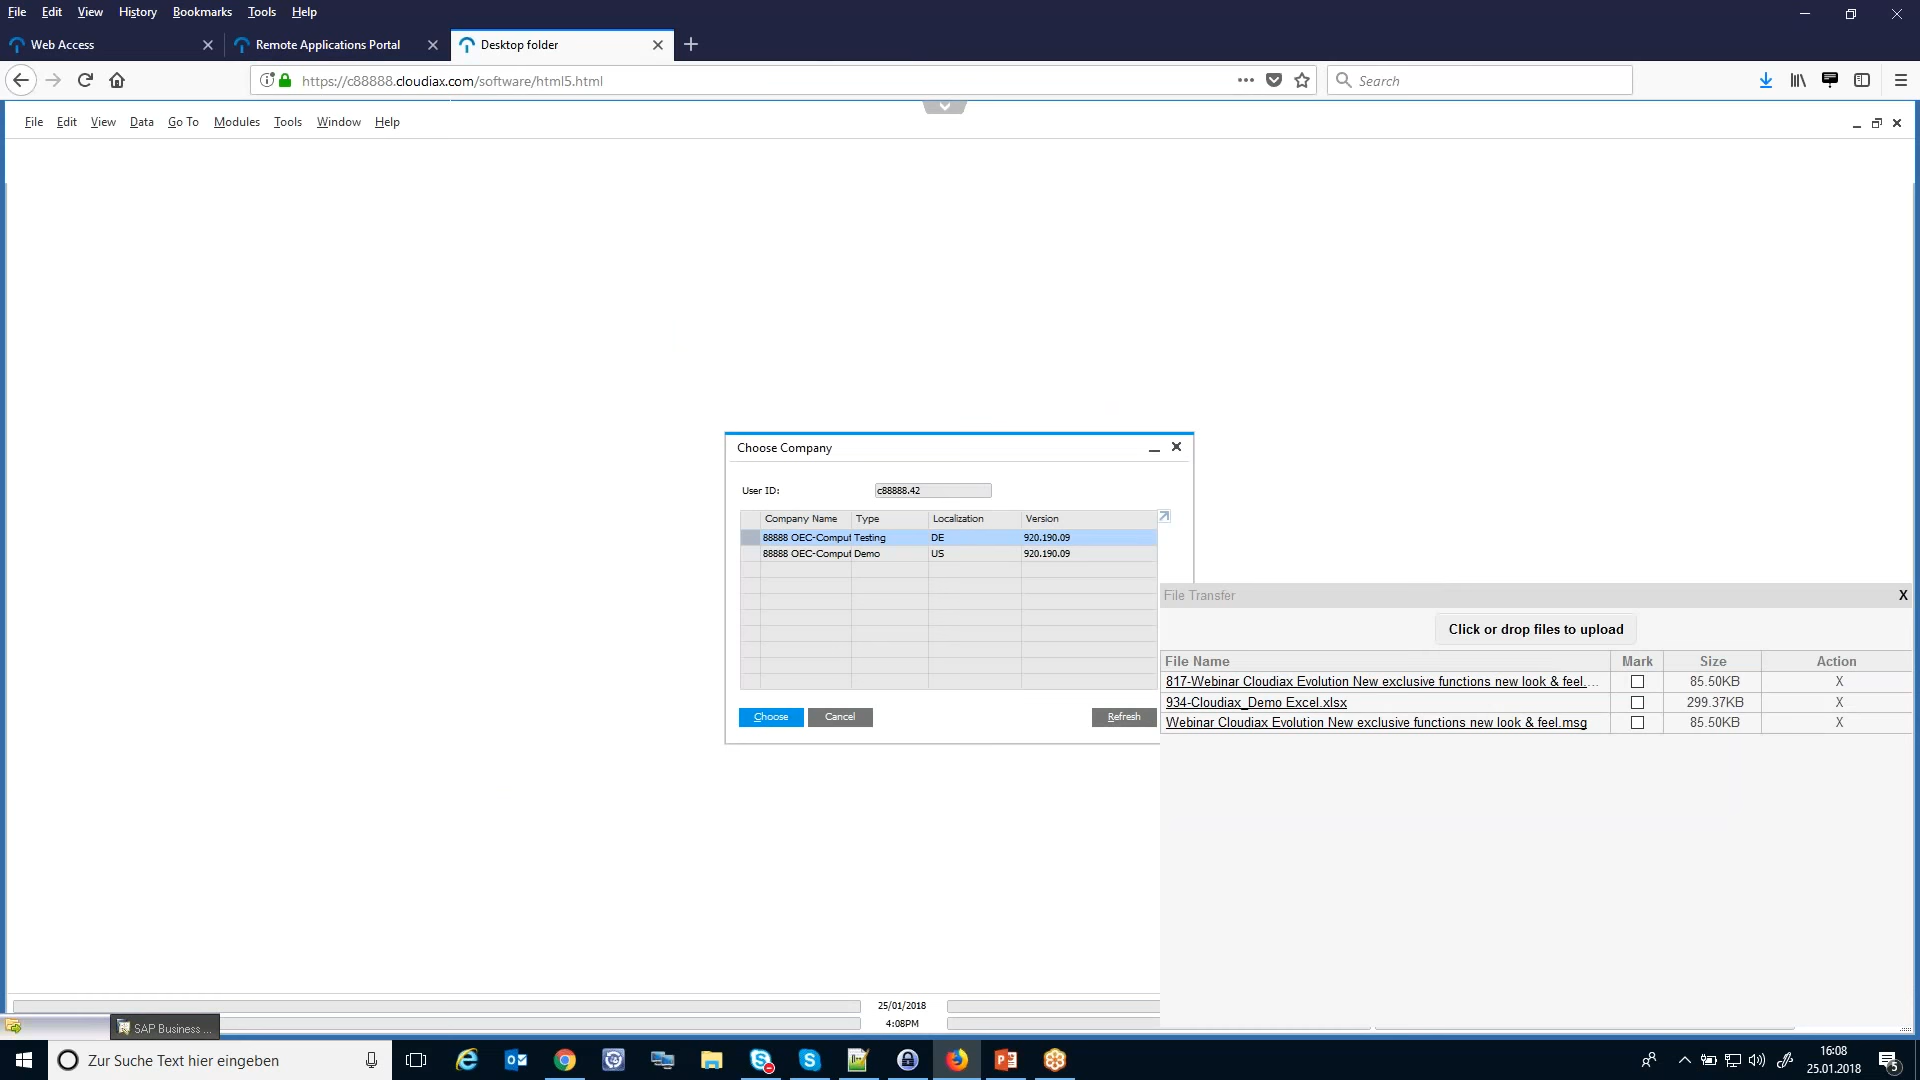 File Edit View History Bookmarks Tools Help
Web Access
Remote Applications Portal
Desktop folder
https://c88888.cloudiax.com/software/html5.html
Search
File Edit View Data Go To Modules Tools Window Help
Choose Company
User ID: c88888.42
Company Name Type Localization Version
88888 OEC-Comput Testing DE 920.190.09
88888 OEC-Comput Demo US 920.190.09
Choose Cancel Refresh
File Transfer X
Click or drop files to upload
File Name Mark Size Action
817-Webinar Cloudiax Evolution New exclusive functions new look & feel.... 85.50KB X
934-Cloudiax_Demo Excel.xlsx 299.37KB X
Webinar Cloudiax Evolution New exclusive functions new look & feel.msg 85.50KB X
25/01/2018
4:08PM
SAP Business ...
Zur Suche Text hier eingeben
16:08
25.01.2018
5